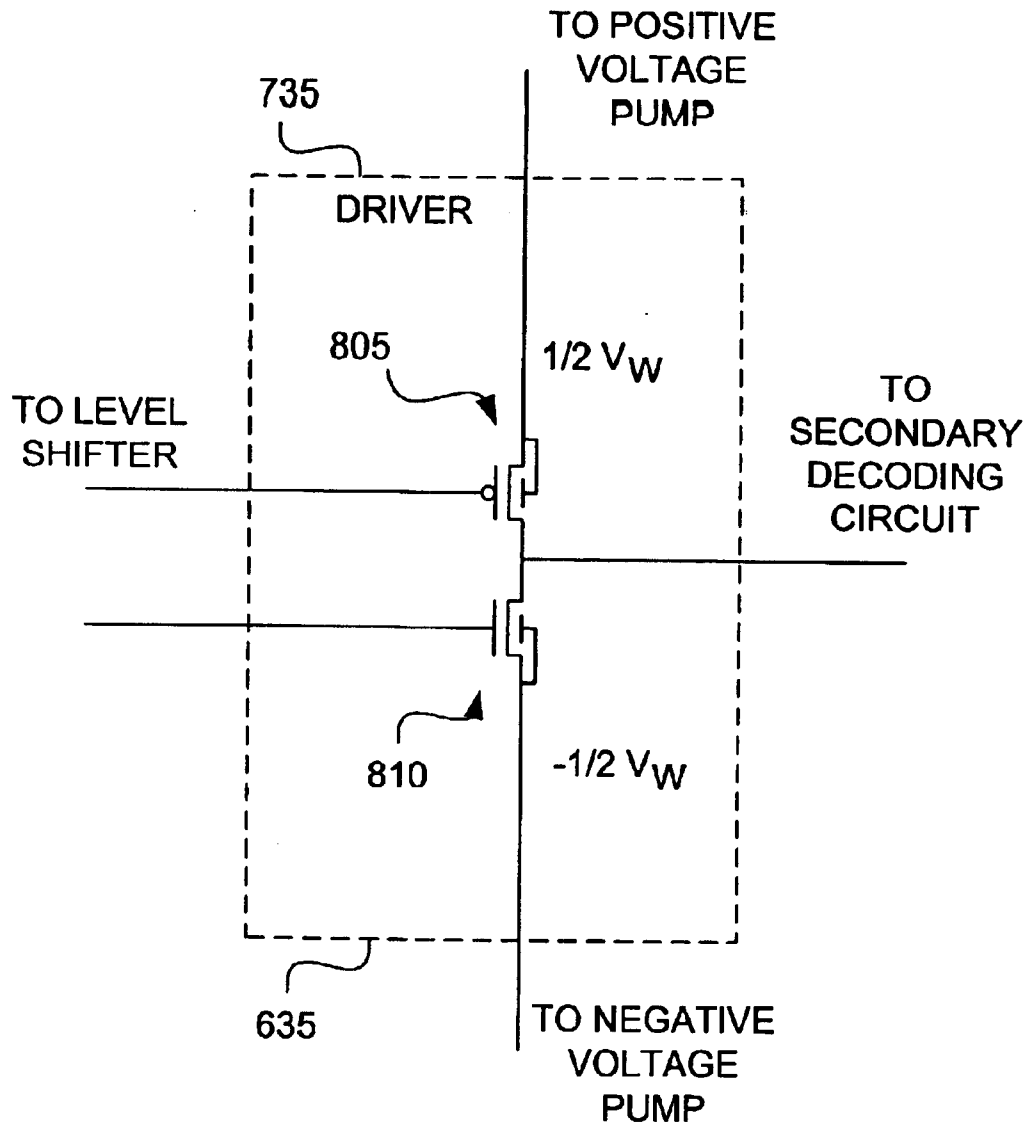 TO POSITIVE
VOLTAGE
PUMP
735
DRIVER
805
1/2 VW
TO LEVEL
SHIFTER
TO
SECONDARY
DECODING
CIRCUIT
810
-1/2 VW
635
TO NEGATIVE
VOLTAGE
PUMP